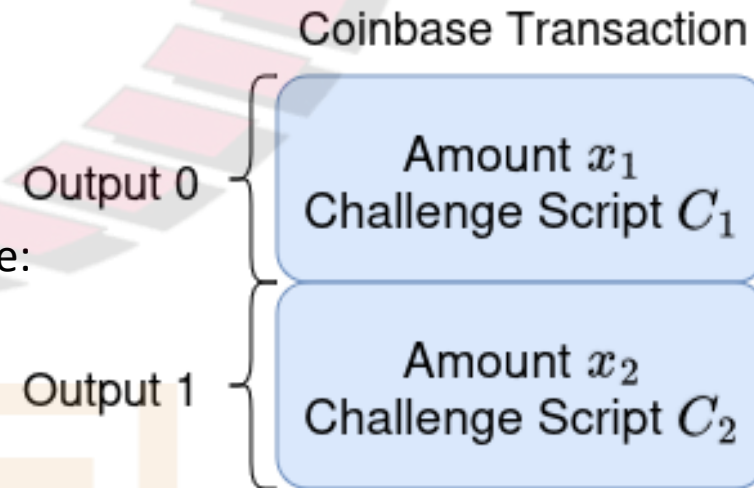 Coinbase Transaction
Output 0
Amount x₁
Challenge Script C₁
e:
Output 1
Amount x₂
Challenge Script C₂